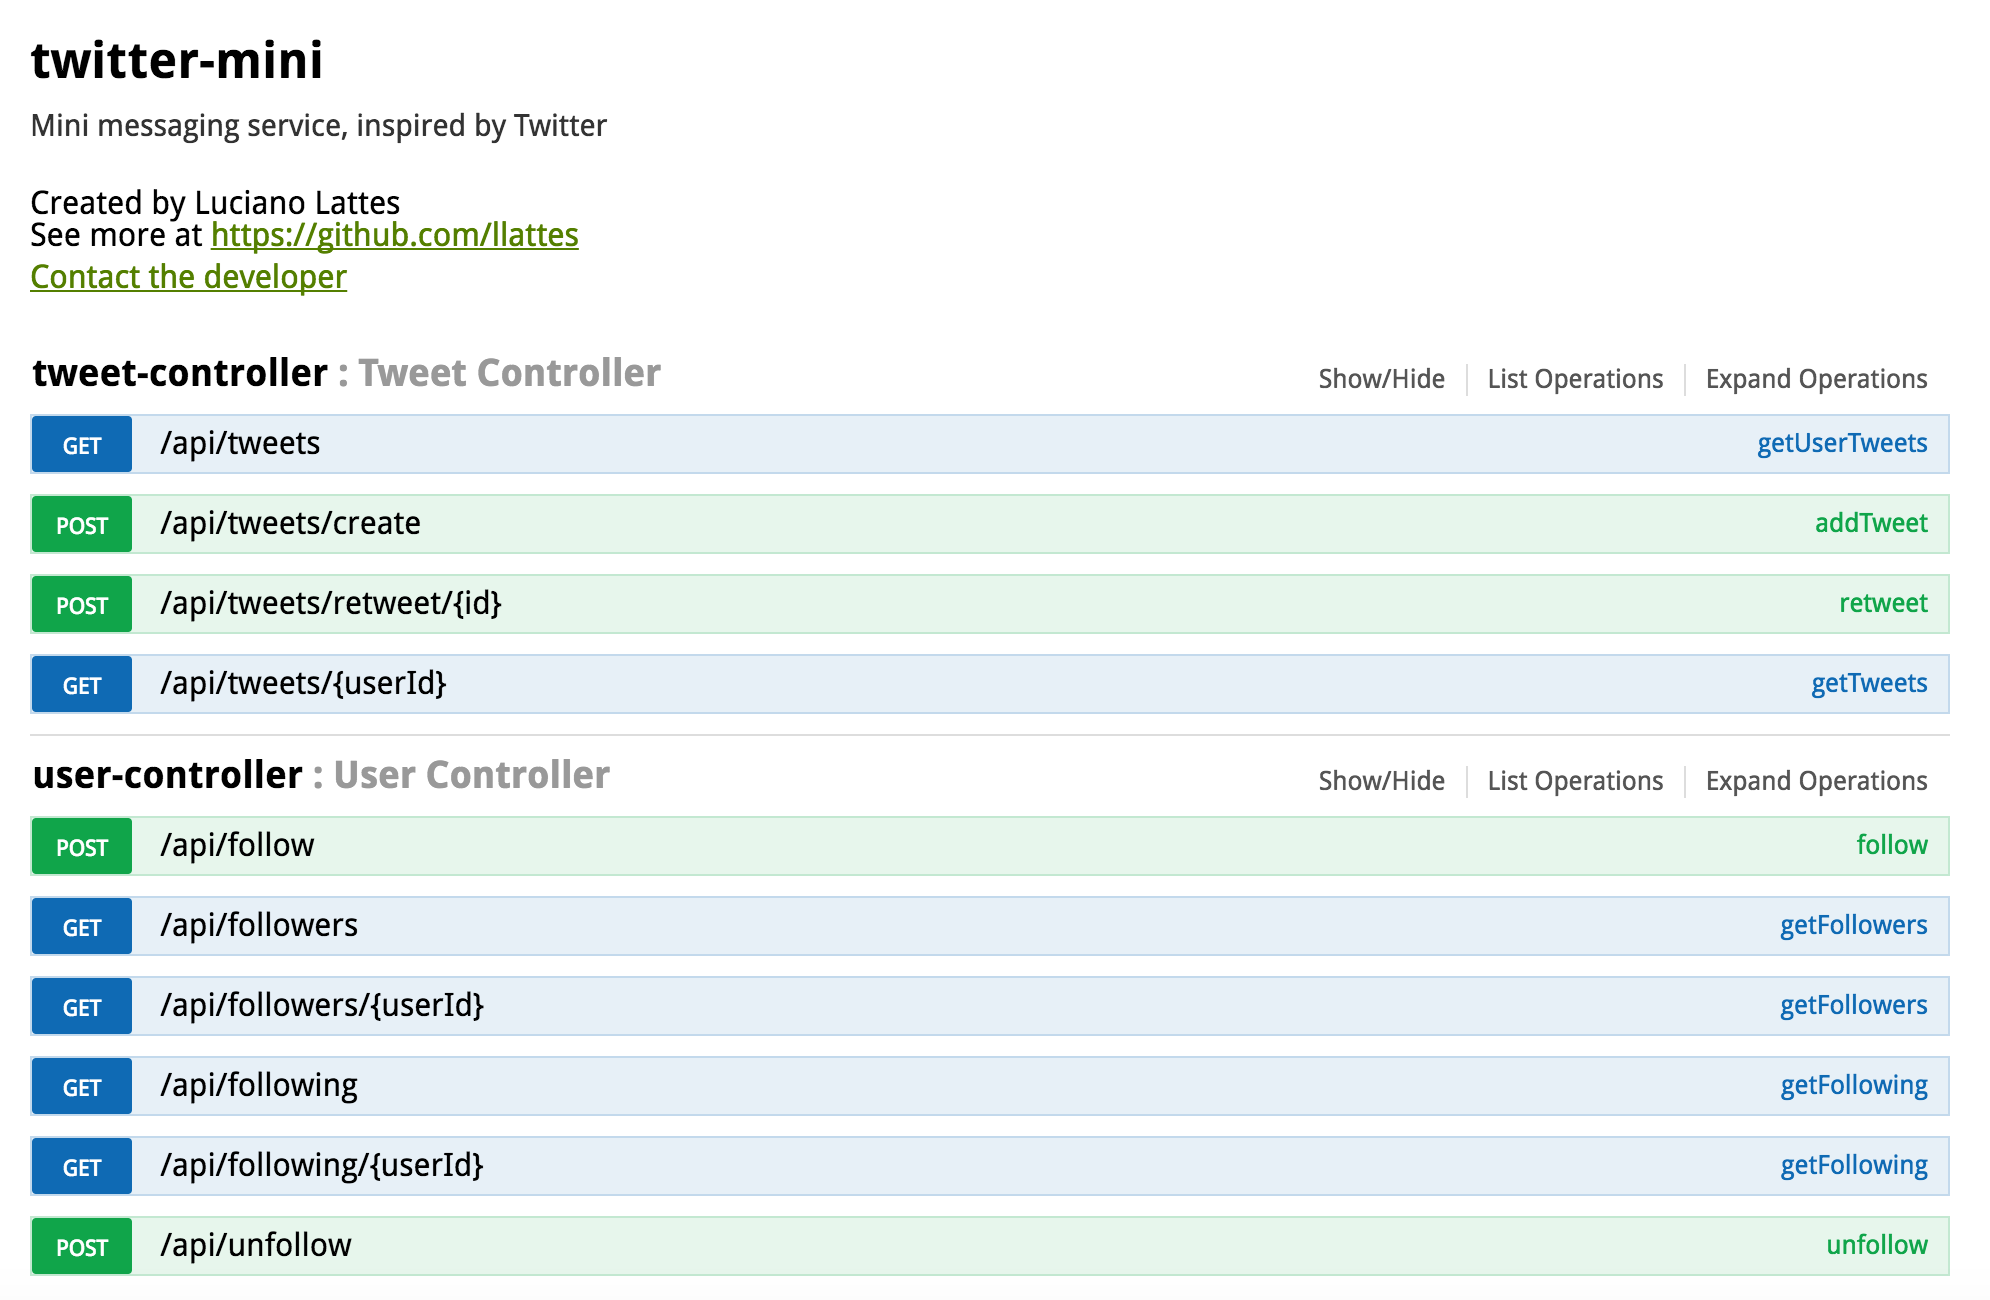 twitter-mini
Mini messaging service, inspired by Twitter
Created by Luciano Lattes
See more at https://github.com/llattes
Contact the developer
tweet-controller : Tweet Controller Show/Hide List Operations Expand Operations
GET /api/tweets getUserTweets
POST /api/tweets/create addTweet
POST /api/tweets/retweet/{id} retweet
GET /api/tweets/{userId} getTweets
user-controller : User Controller Show/Hide List Operations Expand Operations
POST /api/follow follow
GET /api/followers getFollowers
GET /api/followers/{userId} getFollowers
GET /api/following getFollowing
GET /api/following/{userId} getFollowing
POST /api/unfollow unfollow